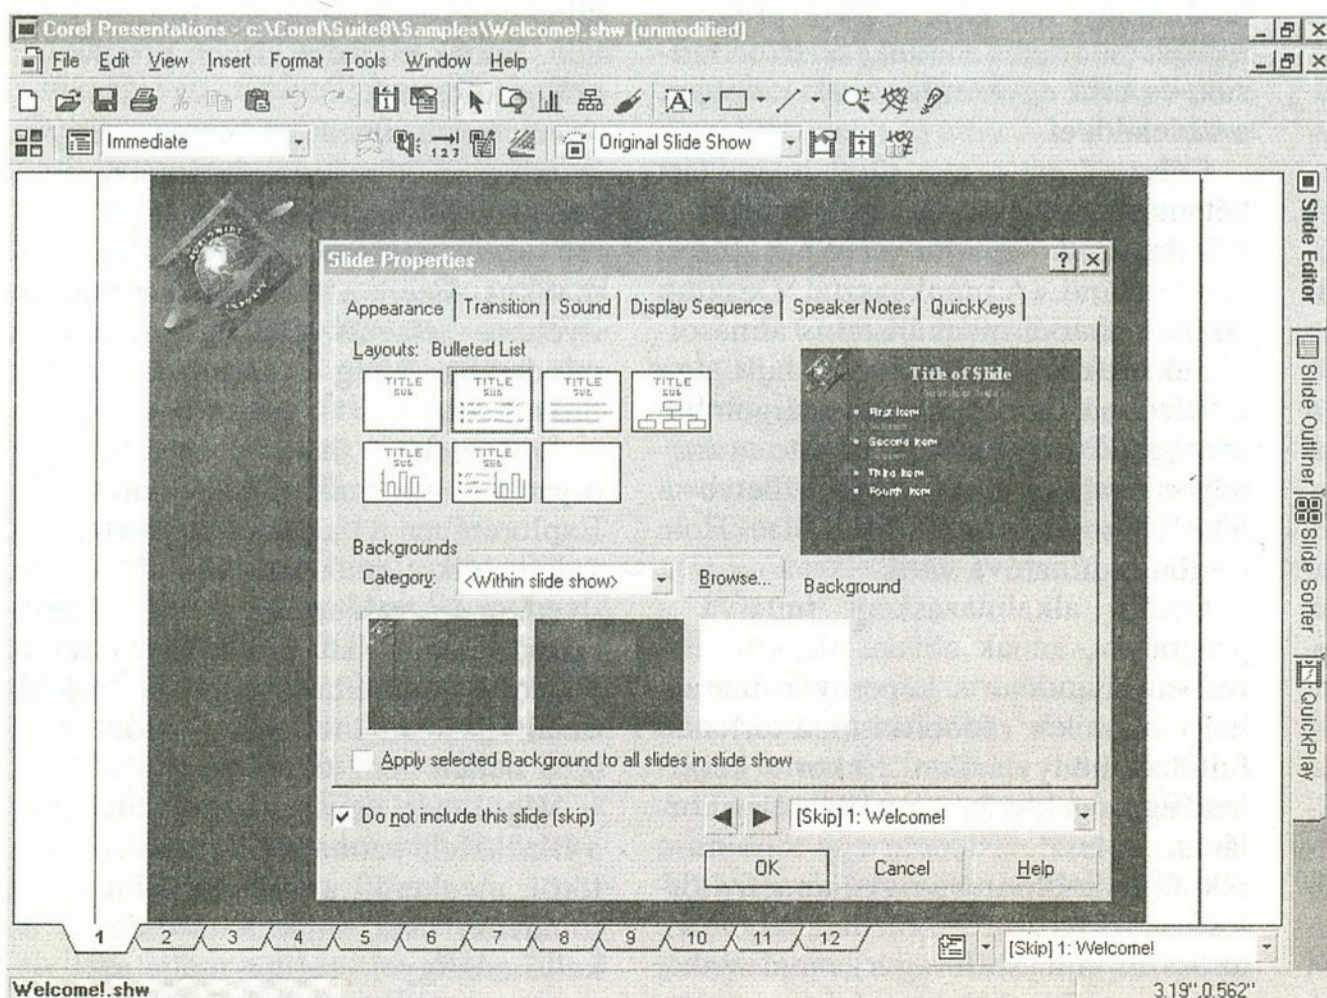 Corel Presentations - c:\Corel\Suite8\Samples\Welcome!.shw (unmodified)
File Edit View Insert Format Tools Window Help
Immediate
Original Slide Show
Slide Editor
Slide Outliner
Slide Sorter
QuickPlay
Slide Properties
Appearance Transition Sound Display Sequence Speaker Notes QuickKeys
Layouts: Bulleted List
TITLE
SUB
TITLE
SUB
TITLE
SUB
TITLE
SUB
TITLE
SUB
TITLE
SUB
Title of Slide
First Item
Second Item
Third Item
Fourth Item
Backgrounds
Category: <Within slide show> Browse...
Background
Apply selected Background to all slides in slide show
Do not include this slide (skip)
[Skip] 1: Welcome!
OK Cancel Help
1 2 3 4 5 6 7 8 9 10 11 12
[Skip] 1: Welcome!
Welcome!.shw
3.19",0.562"